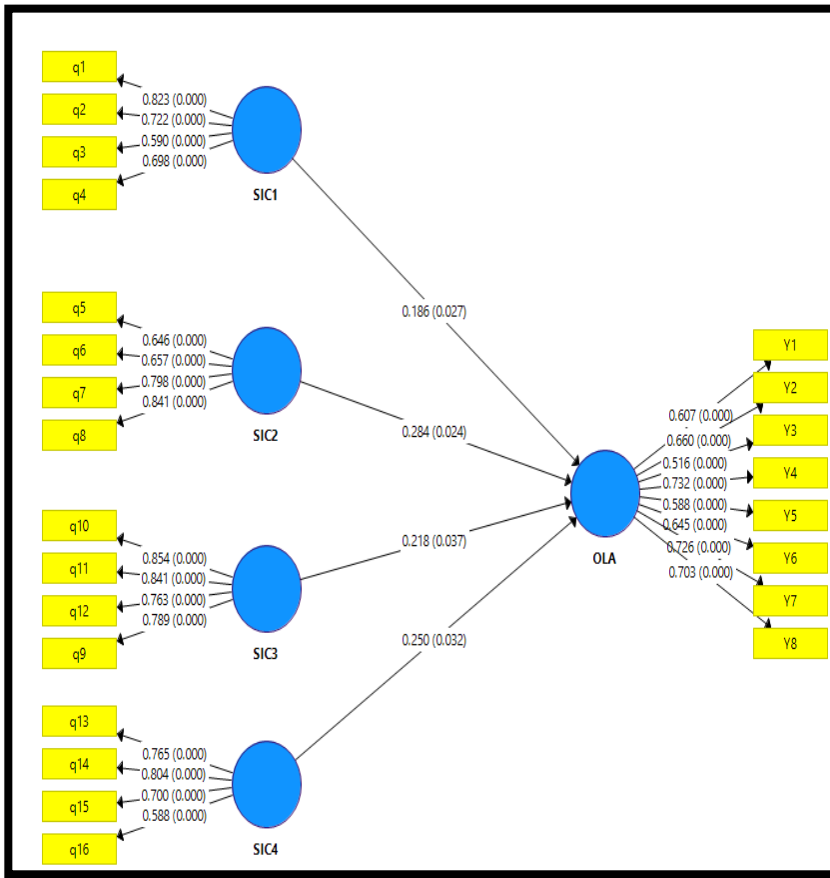 q1
q2
q3
q4
0.823 (0.000)
0.722 (0.000)
0.590 (0.000)
0.698 (0.000)
SIC1
0.186 (0.027)
q5
q6
q7
q8
0.646 (0.000)
0.657 (0.000)
0.798 (0.000)
0.841 (0.000)
SIC2
0.284 (0.024)
q10
q11
q12
q9
0.854 (0.000)
0.841 (0.000)
0.763 (0.000)
0.789 (0.000)
SIC3
0.218 (0.037)
q13
q14
q15
q16
0.765 (0.000)
0.804 (0.000)
0.700 (0.000)
0.588 (0.000)
SIC4
0.250 (0.032)
OLA
0.607 (0.000)
0.660 (0.000)
0.516 (0.000)
0.732 (0.000)
0.588 (0.000)
0.645 (0.000)
0.726 (0.000)
0.703 (0.000)
Y1
Y2
Y3
Y4
Y5
Y6
Y7
Y8